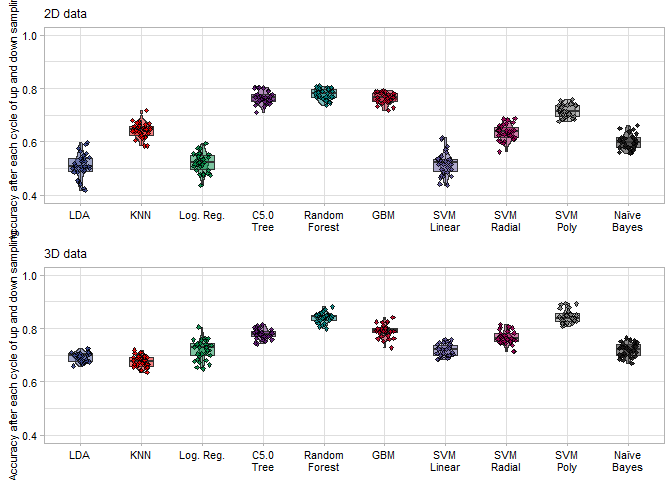 2D data
Accuracy after each cycle of up and down sampling
1.0
0.8
0.6
0.4
LDA KNN Log. Reg. C5.0 Random GBM SVM SVM SVM Naïve
Tree Forest Linear Radial Poly Bayes
3D data
Accuracy after each cycle of up and down sampling
1.0
0.8
0.6
0.4
LDA KNN Log. Reg. C5.0 Random GBM SVM SVM SVM Naïve
Tree Forest Linear Radial Poly Bayes